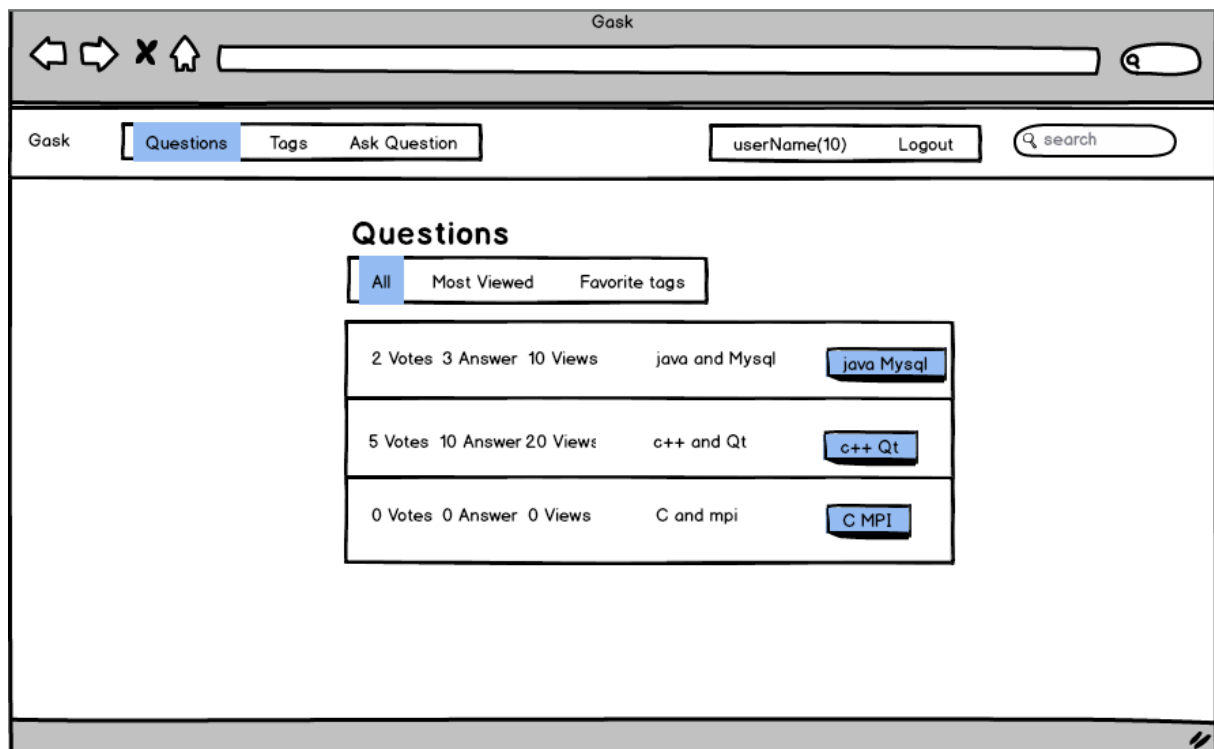 Gask
Gask Questions Tags Ask Question userName(10) Logout search
Questions
All Most Viewed Favorite tags
2 Votes 3 Answer 10 Views java and Mysql java Mysql
5 Votes 10 Answer 20 Views c++ and Qt c++ Qt
0 Votes 0 Answer 0 Views C and mpi C MPI